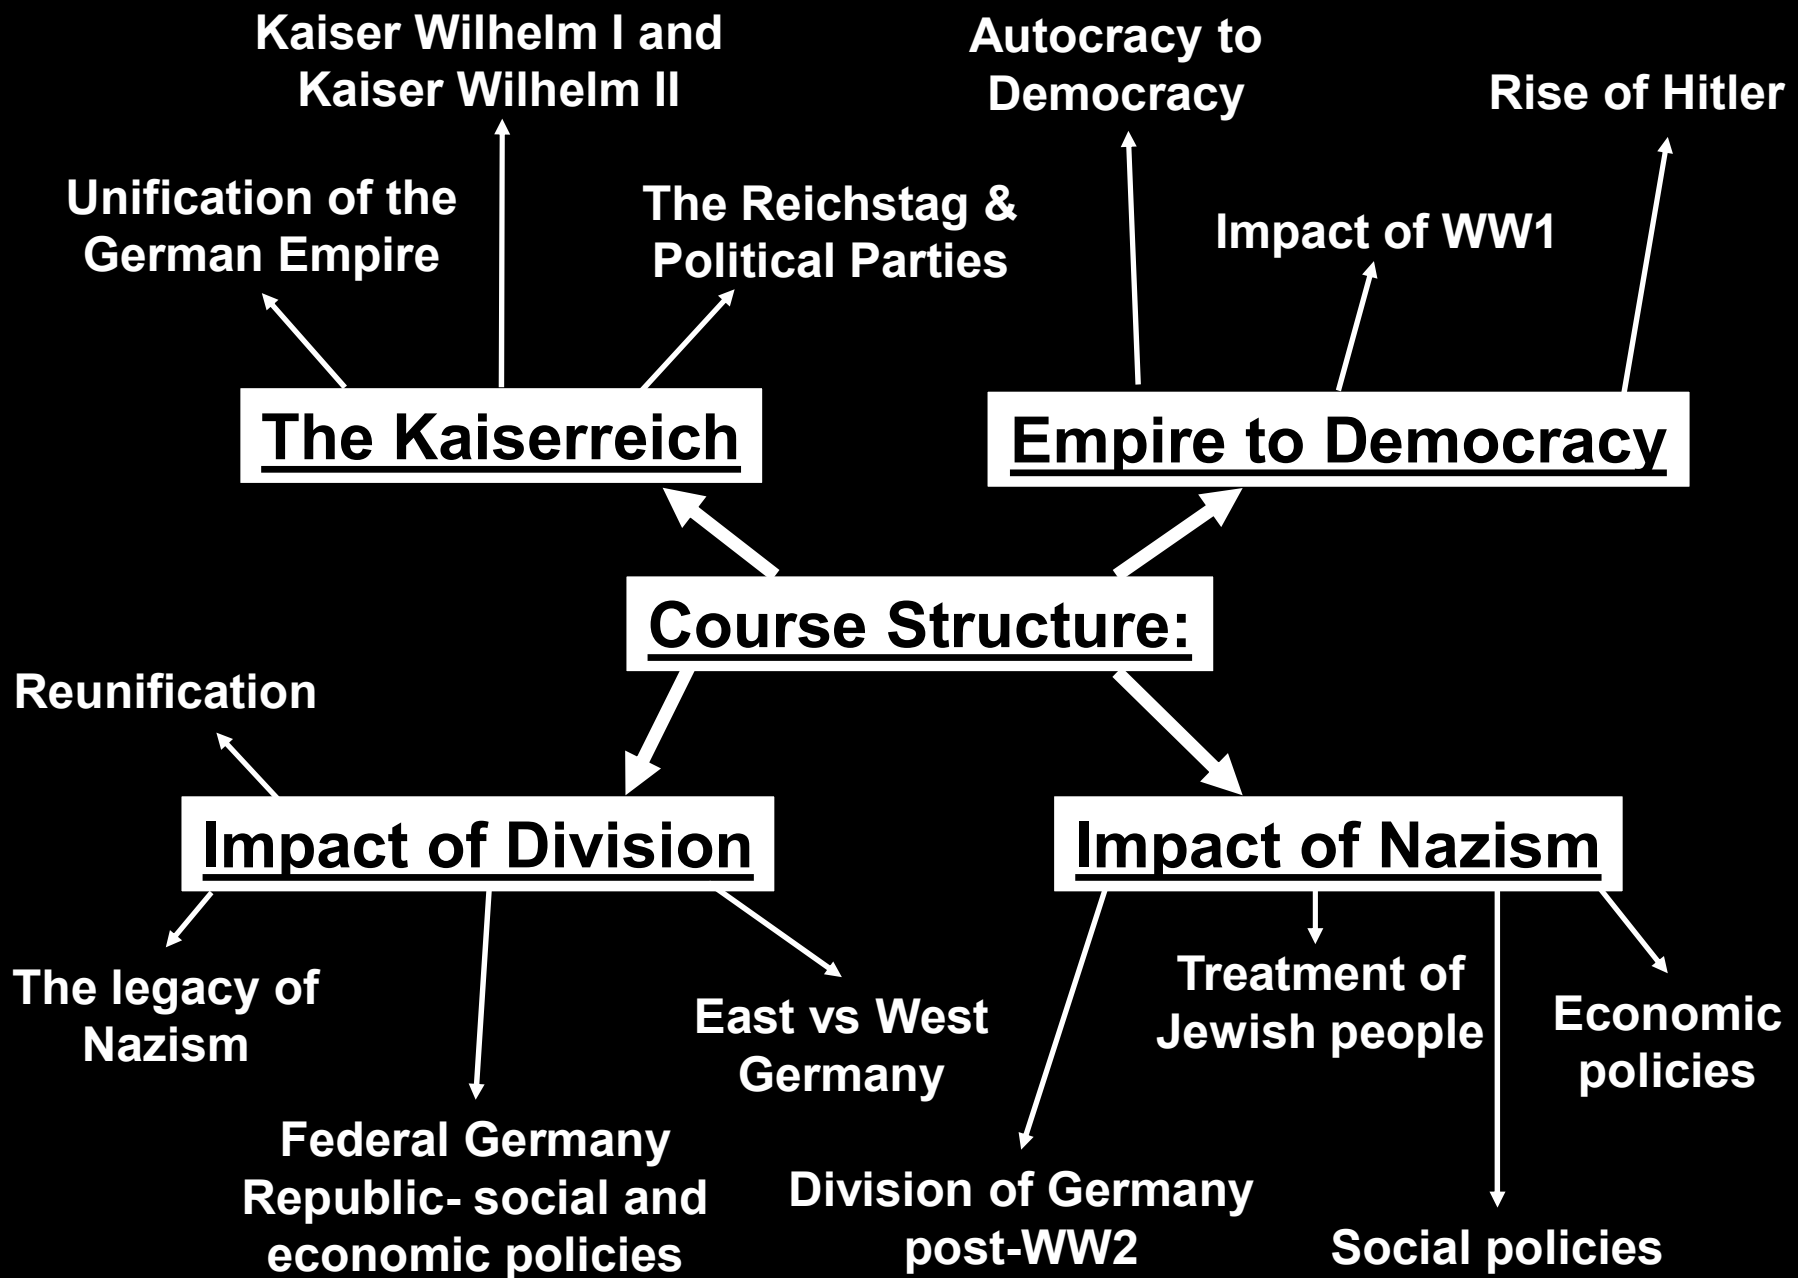 Kaiser Wilhelm I and
Kaiser Wilhelm II
Autocracy to
Democracy
Rise of Hitler
Unification of the
German Empire
The Reichstag &
Political Parties
Impact of WW1
The Kaiserreich
Empire to Democracy
Course Structure:
Reunification
Impact of Division
Impact of Nazism
The legacy of
Nazism
East vs West
Germany
Treatment of
Jewish people
Economic
policies
Federal Germany
Republic- social and
economic policies
Division of Germany
post-WW2
Social policies